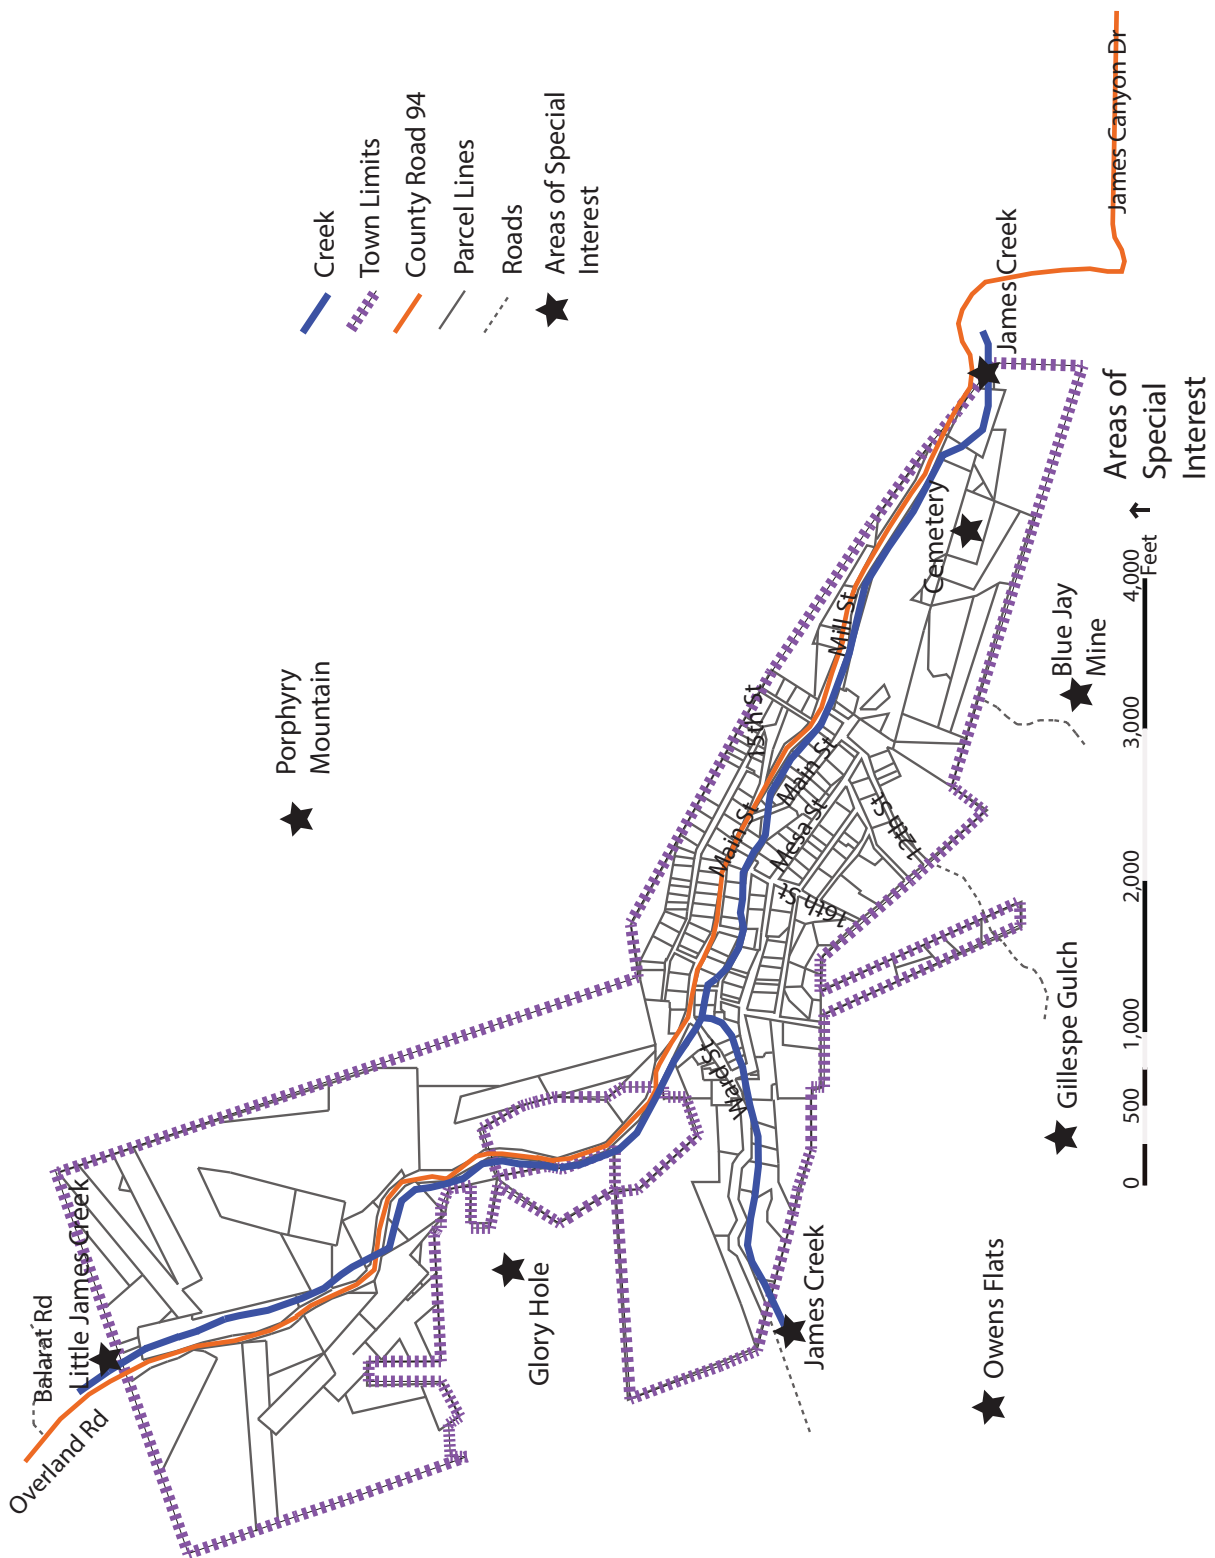 Creek
Town Limits
County Road 94
Parcel Lines
Roads
Areas of Special
Interest
Porphyry
Mountain
Overland Rd
Balarat Rd
Little James Creek
Glory Hole
James Creek
Owens Flats
Gillespe Gulch
Ward St
16th St
Main St
Mesa St
Main St
15th St
12th St
Mill St
Cemetery
Blue Jay
Mine
James Creek
James Canyon Dr
0
500
1,000
2,000
3,000
4,000
Feet
Areas of
Special
Interest